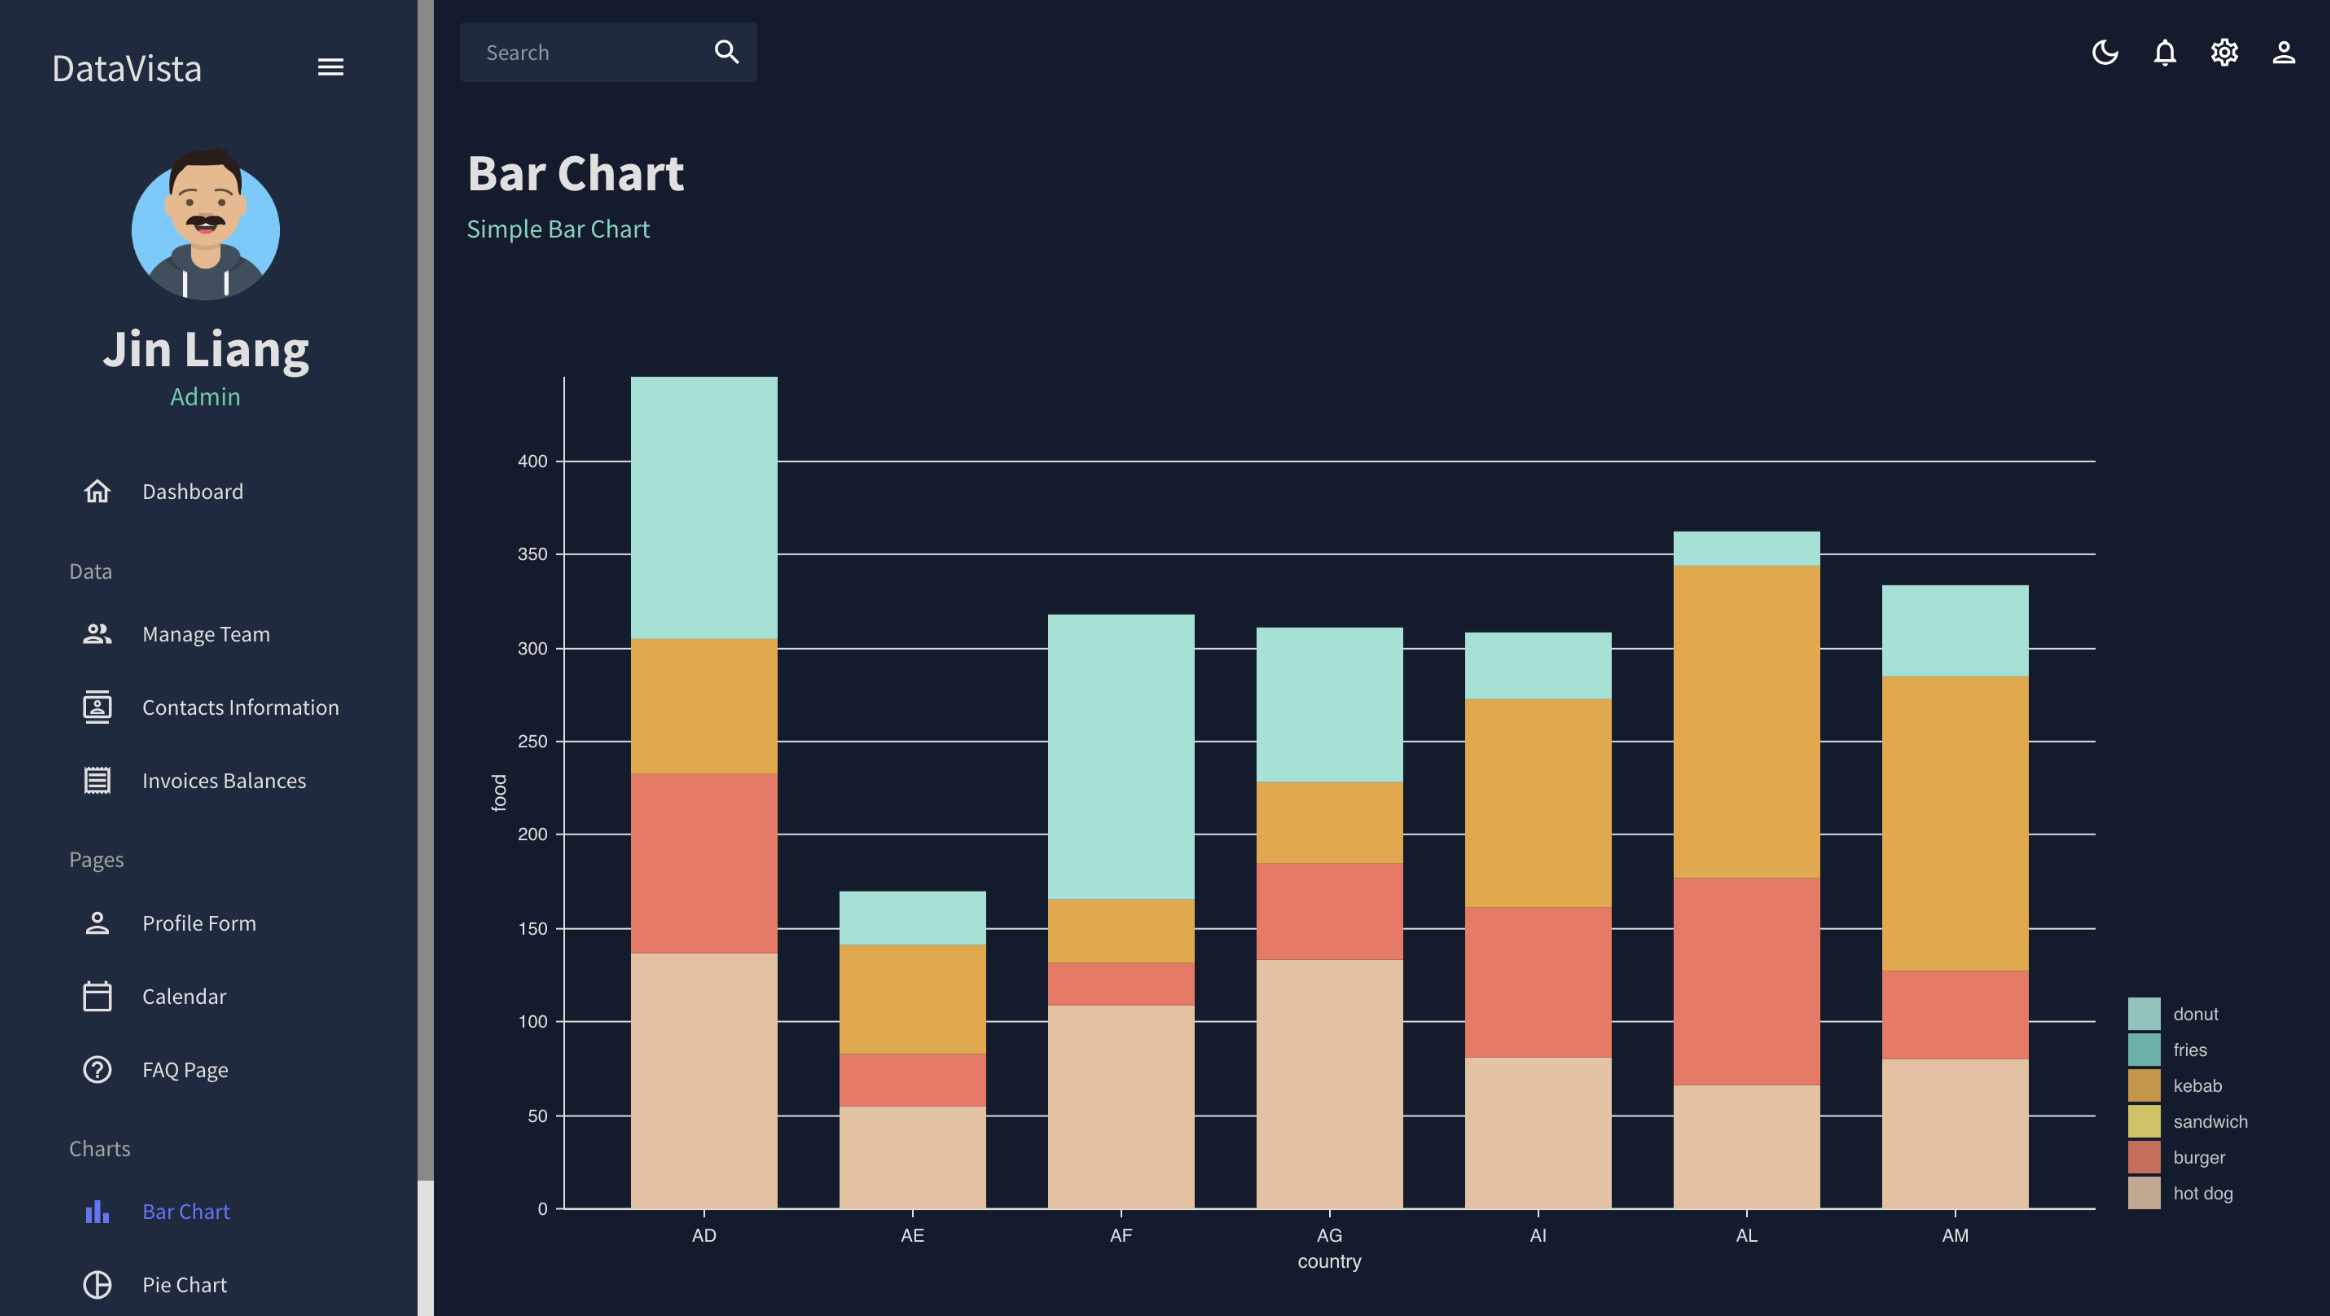 DataVista
Search
Jin Liang
Admin
Dashboard
Data
Manage Team
Contacts Information
Invoices Balances
Pages
Profile Form
Calendar
FAQ Page
Charts
Bar Chart
Pie Chart
Bar Chart
Simple Bar Chart
400
350
300
250
200
150
100
50
0
food
AD AE AF AG AI AL AM
country
donut
fries
kebab
sandwich
burger
hot dog